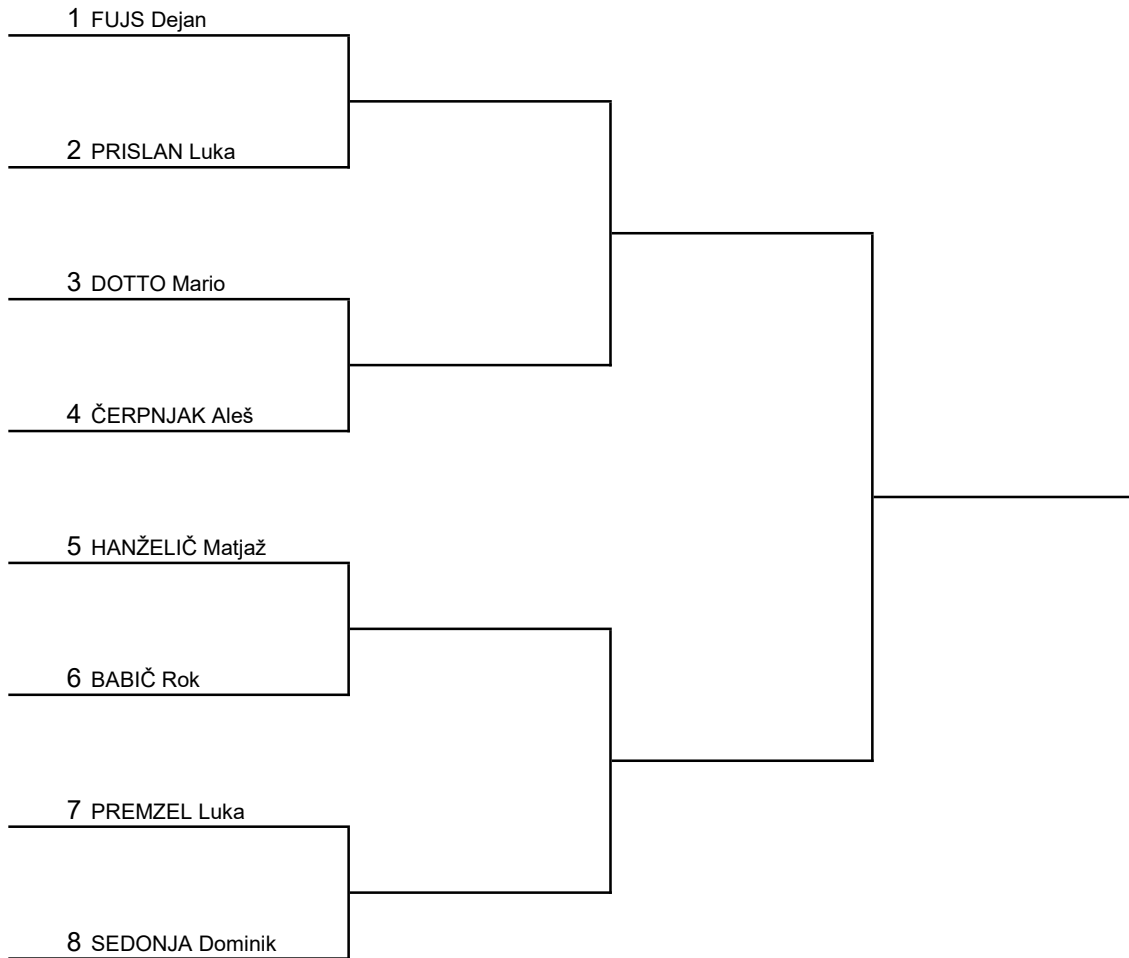 1 FUJS Dejan
2 PRISLAN Luka
3 DOTTO Mario
4 ČERPNJAK Aleš
5 HANŽELIČ Matjaž
6 BABIČ Rok
7 PREMZEL Luka
8 SEDONJA Dominik